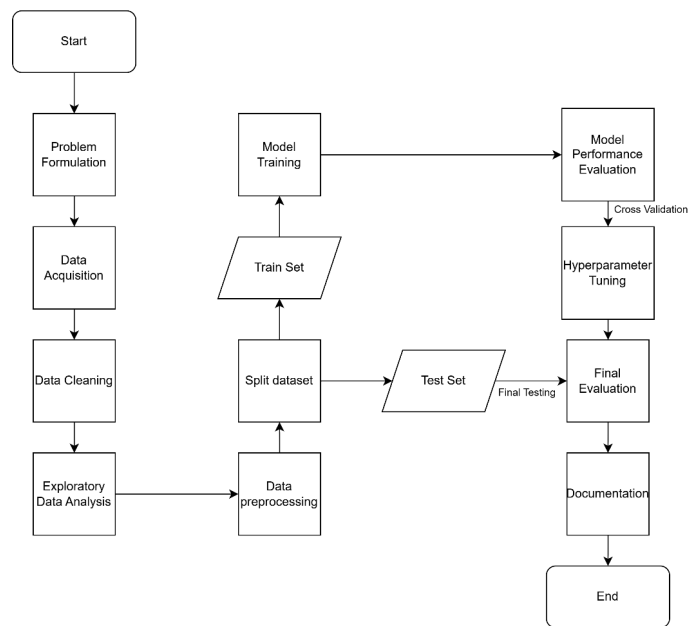 Start
Problem
Formulation
Data
Acquisition
Data Cleaning
Exploratory
Data Analysis
Data
preprocessing
Split dataset
Train Set
Model
Training
Model
Performance
Evaluation
Cross Validation
Hyperparameter
Tuning
Test Set
Final Testing
Final
Evaluation
Documentation
End